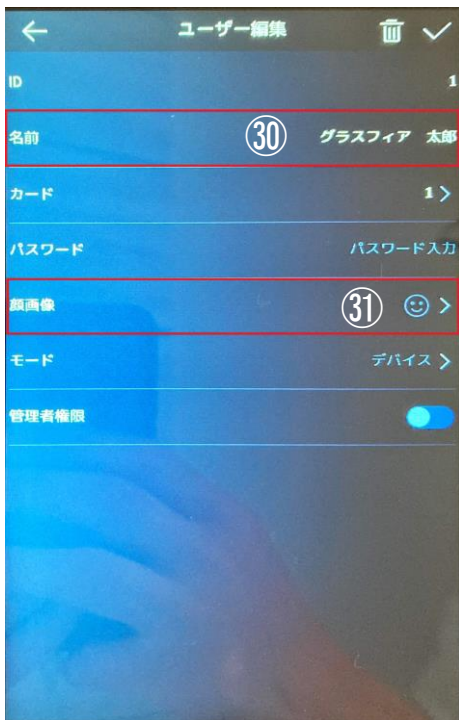 ユーザー編集
ID 1
名前 ㉚ グラスフィア 太郎
カード 1 >
パスワード パスワード入力
顔画像 ㉛ >
モード デバイス >
管理者権限